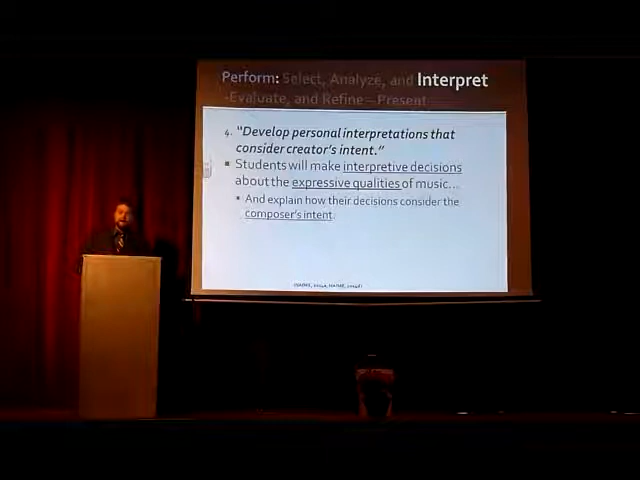 Perform: Select, Analyze, and Interpret
-Evaluate, and Refine – Present
4. "Develop personal interpretations that
consider creator's intent."
▪ Students will make interpretive decisions
about the expressive qualities of music...
▪ And explain how their decisions consider the
composer's intent.